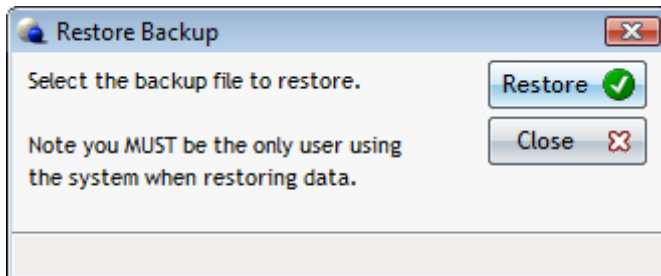 Restore Backup
Select the backup file to restore.
Restore
Note you MUST be the only user using
the system when restoring data.
Close